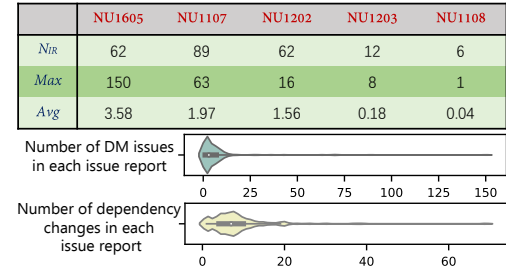 NU1605 NU1107 NU1202 NU1203 NU1108
NIR 62 89 62 12 6
Max 150 63 16 8 1
Avg 3.58 1.97 1.56 0.18 0.04
Number of DM issues
in each issue report
0 25 50 75 100 125 150
Number of dependency
changes in each
issue report
0 20 40 60